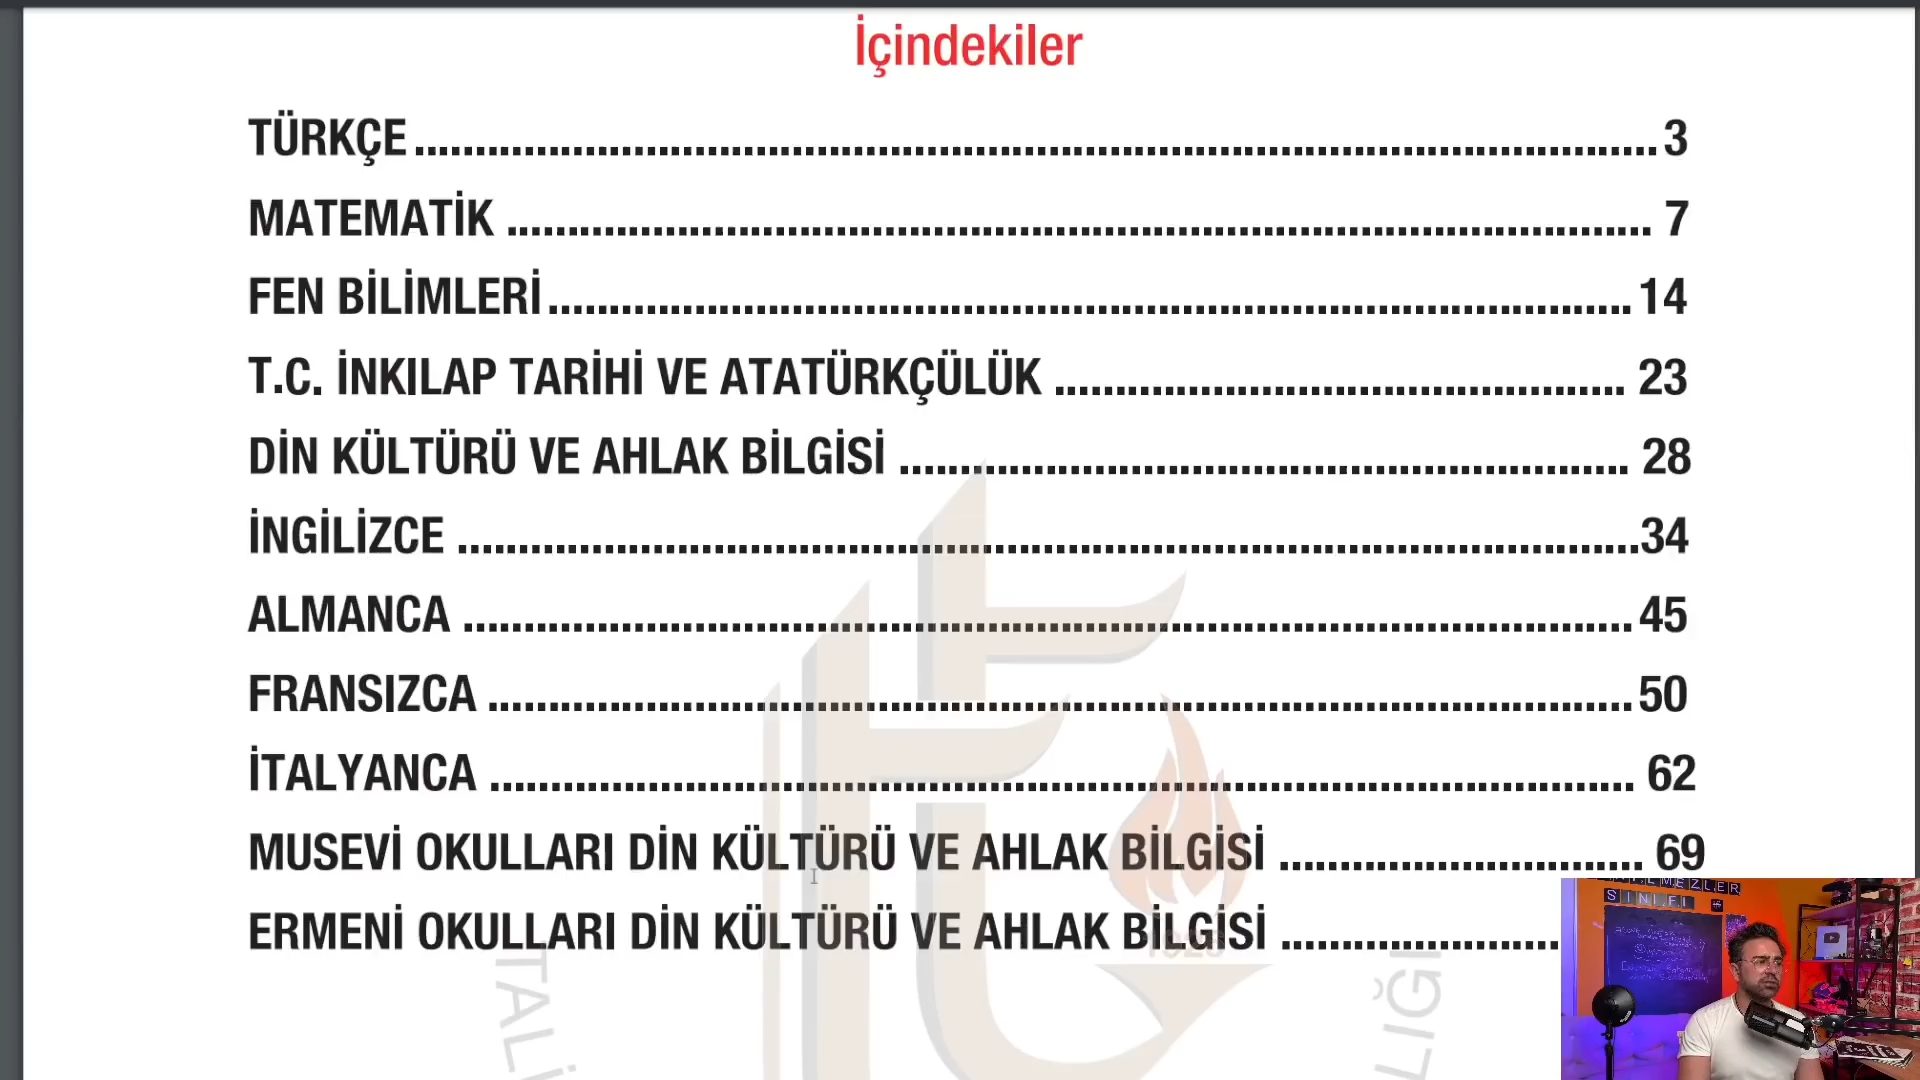 İçindekiler
TÜRKÇE ........ 3
MATEMATİK ........ 7
FEN BİLİMLERİ ........ 14
T.C. İNKILAP TARİHİ VE ATATÜRKÇÜLÜK ........ 23
DİN KÜLTÜRÜ VE AHLAK BİLGİSİ ........ 28
İNGİLİZCE ........ 34
ALMANCA ........ 45
FRANSIZCA ........ 50
İTALYANCA ........ 62
MUSEVİ OKULLARI DİN KÜLTÜRÜ VE AHLAK BİLGİSİ ........ 69
ERMENİ OKULLARI DİN KÜLTÜRÜ VE AHLAK BİLGİSİ ........
SINIFI